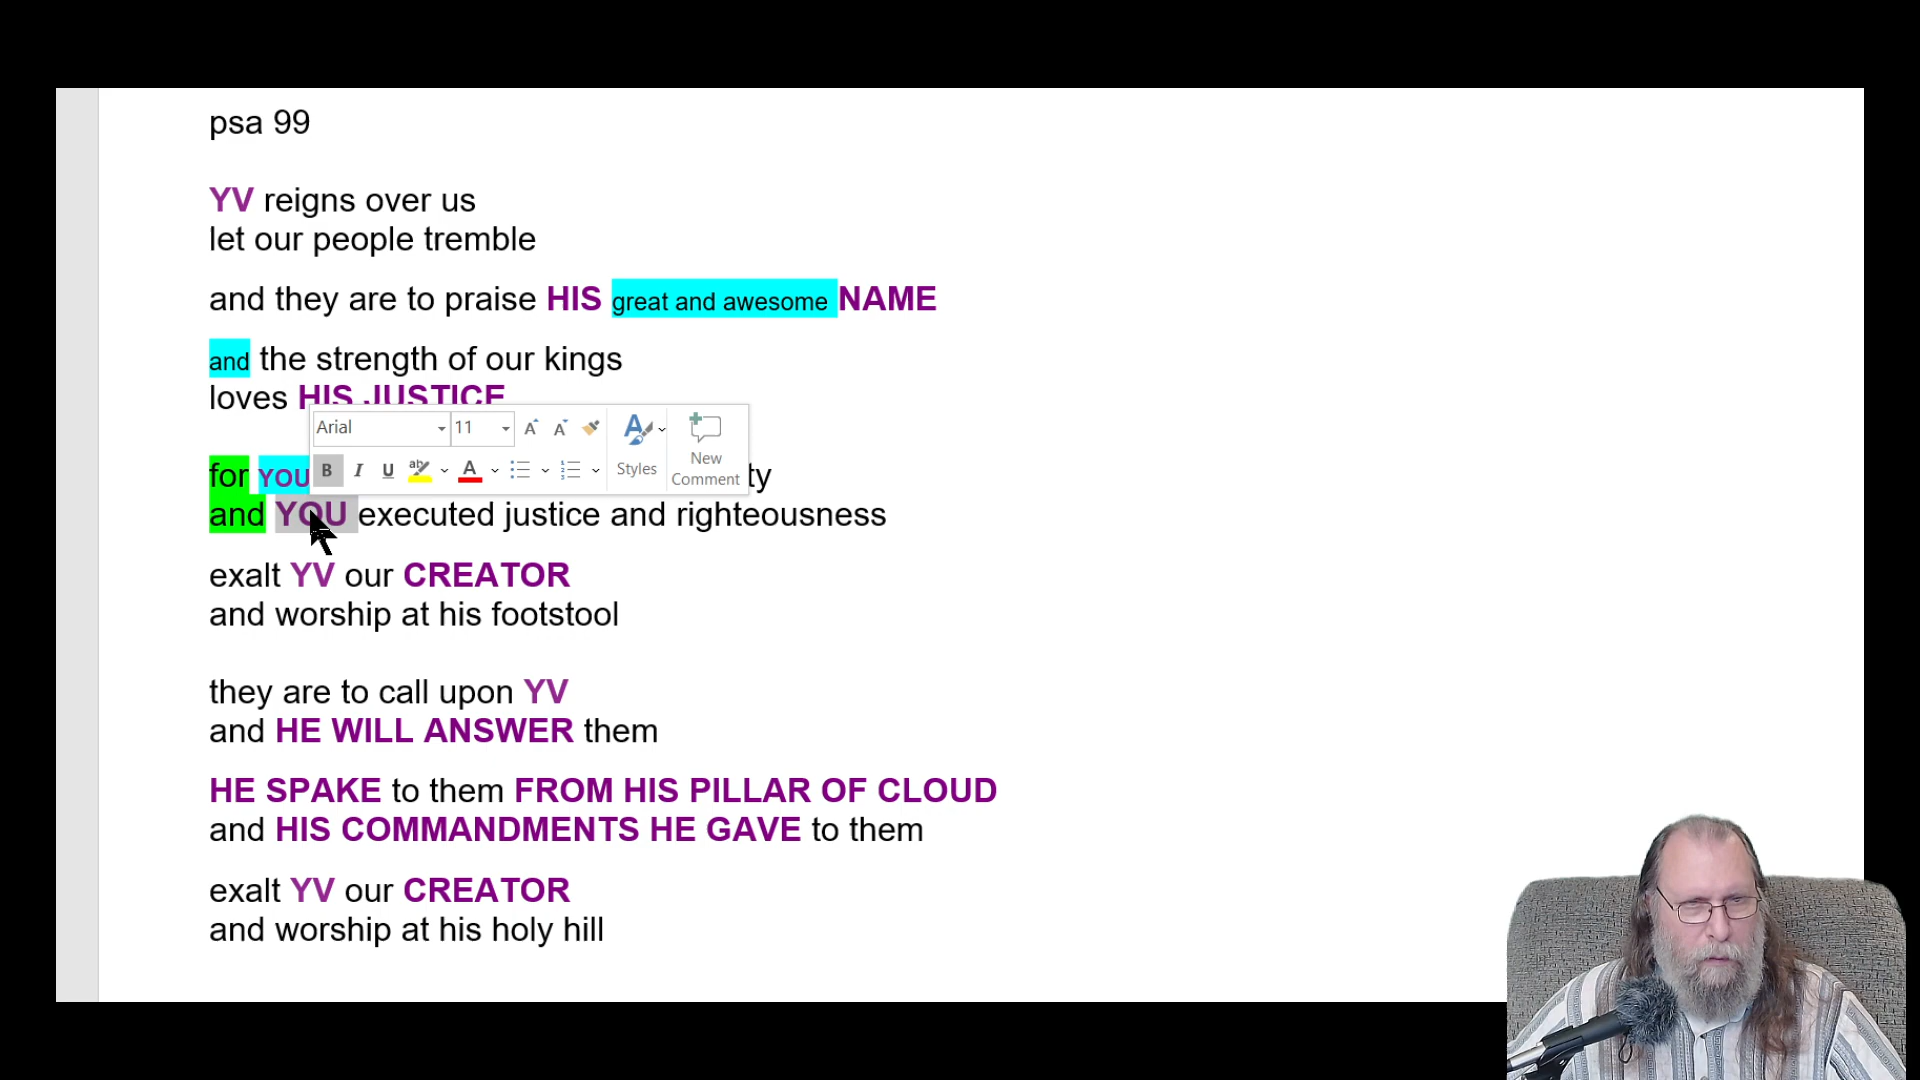 psa 99
YV reigns over us
let our people tremble
and they are to praise HIS great and awesome NAME
and the strength of our kings
loves HIS JUSTICE
Arial 11
Styles
New
Comment
B I U
for YOU
and YOU executed justice and righteousness
exalt YV our CREATOR
and worship at his footstool
they are to call upon YV
and HE WILL ANSWER them
HE SPAKE to them FROM HIS PILLAR OF CLOUD
and HIS COMMANDMENTS HE GAVE to them
exalt YV our CREATOR
and worship at his holy hill